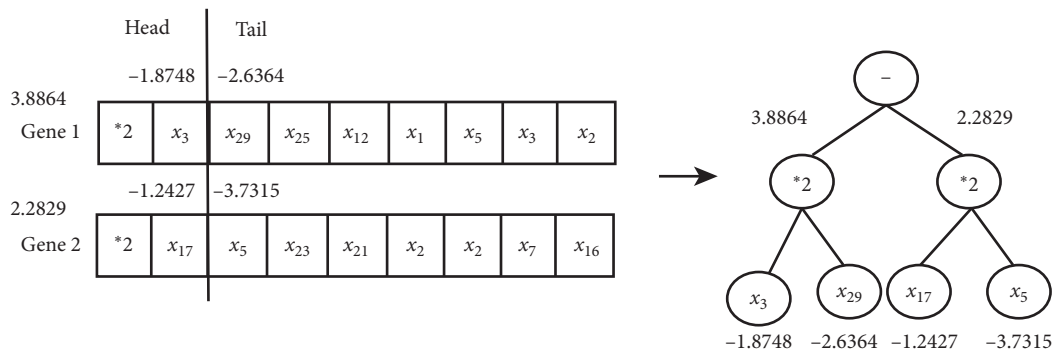 Head Tail
–1.8748 –2.6364
3.8864
Gene 1 *2 x3 x29 x25 x12 x1 x5 x3 x2
–1.2427 –3.7315
2.2829
Gene 2 *2 x17 x5 x23 x21 x2 x2 x7 x16
–
3.8864 2.2829
*2 *2
x3 x29 x17 x5
–1.8748 –2.6364 –1.2427 –3.7315